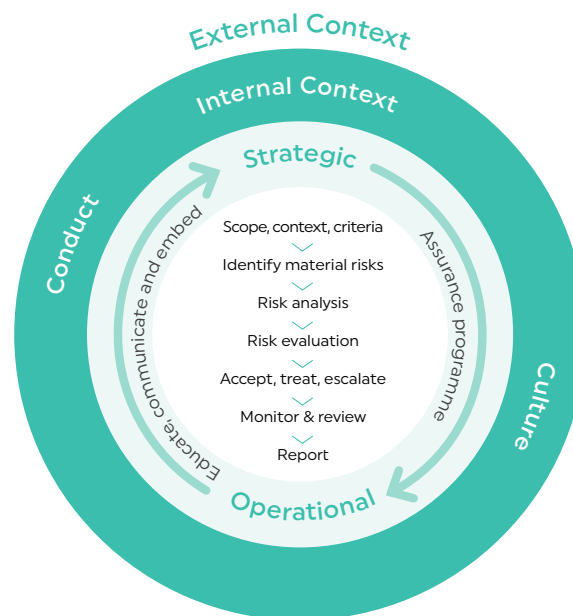 External Context
Internal Context
Strategic
Conduct
Educate, communicate and embed
Scope, context, criteria
Identify material risks
Risk analysis
Risk evaluation
Accept, treat, escalate
Monitor & review
Report
Assurance programme
Culture
Operational